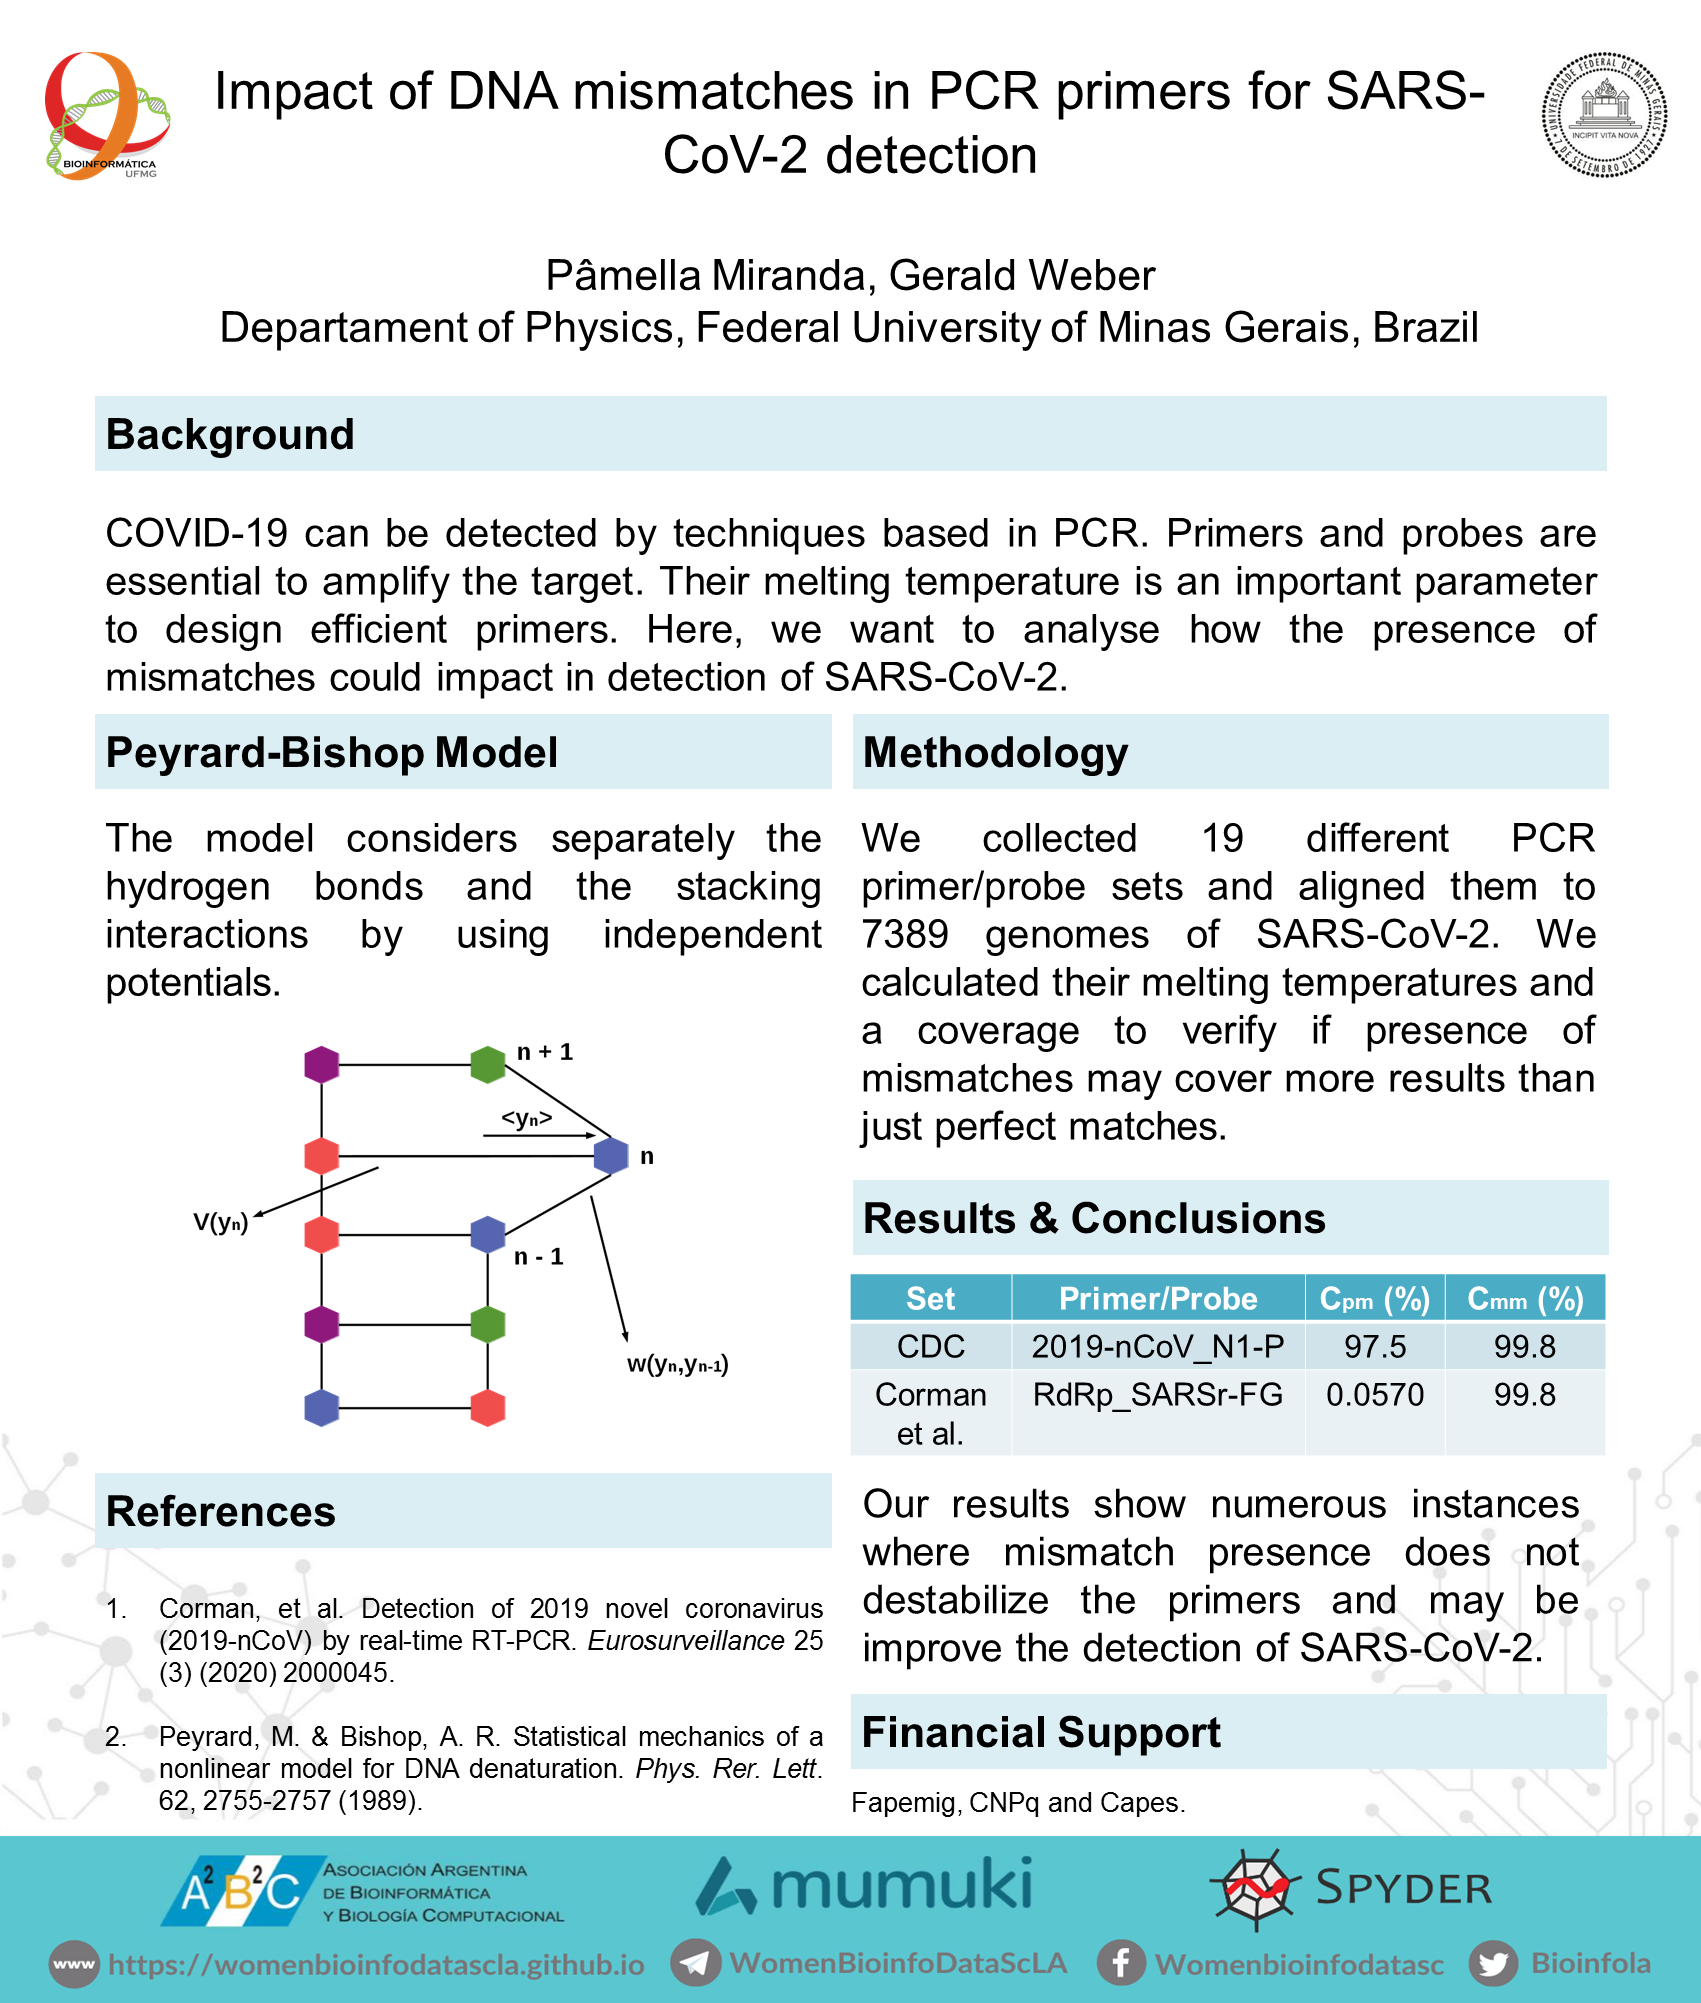 BIOINFORMÁTICA
UFMG
Impact of DNA mismatches in PCR primers for SARS-
CoV-2 detection
UNIVERSIDADE FEDERAL DE MINAS GERAIS
INCIPIT VITA NOVA
7 DE SETEMBRO DE 1927
Pâmella Miranda, Gerald Weber
Departament of Physics, Federal University of Minas Gerais, Brazil
Background
COVID-19 can be detected by techniques based in PCR. Primers and probes are
essential to amplify the target. Their melting temperature is an important parameter
to design efficient primers. Here, we want to analyse how the presence of
mismatches could impact in detection of SARS-CoV-2.
Peyrard-Bishop Model
The model considers separately the
hydrogen bonds and the stacking
interactions by using independent
potentials.
n + 1
<yn>
n
V(yn)
n - 1
w(yn,yn-1)
References
1. Corman, et al. Detection of 2019 novel coronavirus
(2019-nCoV) by real-time RT-PCR. Eurosurveillance 25
(3) (2020) 2000045.
2. Peyrard, M. & Bishop, A. R. Statistical mechanics of a
nonlinear model for DNA denaturation. Phys. Rer. Lett.
62, 2755-2757 (1989).
Methodology
We collected 19 different PCR
primer/probe sets and aligned them to
7389 genomes of SARS-CoV-2. We
calculated their melting temperatures and
a coverage to verify if presence of
mismatches may cover more results than
just perfect matches.
Results & Conclusions
Set Primer/Probe Cpm (%) Cmm (%)
CDC 2019-nCoV_N1-P 97.5 99.8
Corman RdRp_SARSr-FG 0.0570 99.8
et al.
Our results show numerous instances
where mismatch presence does not
destabilize the primers and may be
improve the detection of SARS-CoV-2.
Financial Support
Fapemig, CNPq and Capes.
A2B2C
ASOCIACIÓN ARGENTINA
DE BIOINFORMÁTICA
Y BIOLOGÍA COMPUTACIONAL
mumuki
SPYDER
www https://womenbioinfodatascla.github.io
WomenBioinfoDataScLA
f Womenbioinfodatasc
Bioinfola